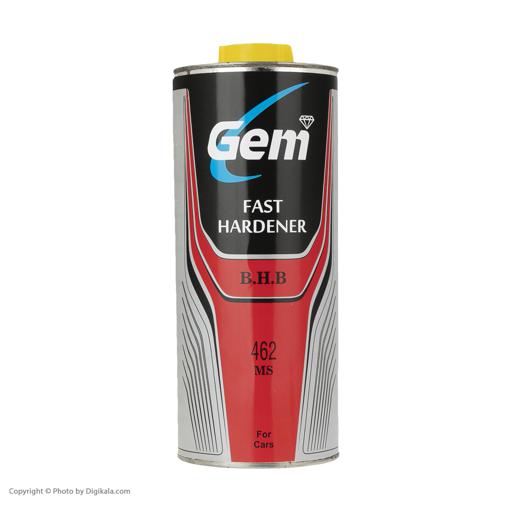 Gem
FAST
HARDENER
B.H.B
462
MS
For
Cars
Copyright © Photo by Digikala.com